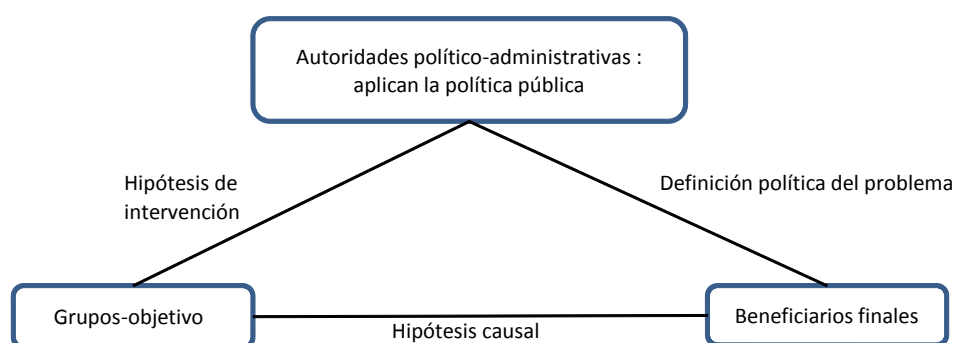 Autoridades político-administrativas :
aplican la política pública
Hipótesis de
intervención
Definición política del problema
Grupos-objetivo
Hipótesis causal
Beneficiarios finales